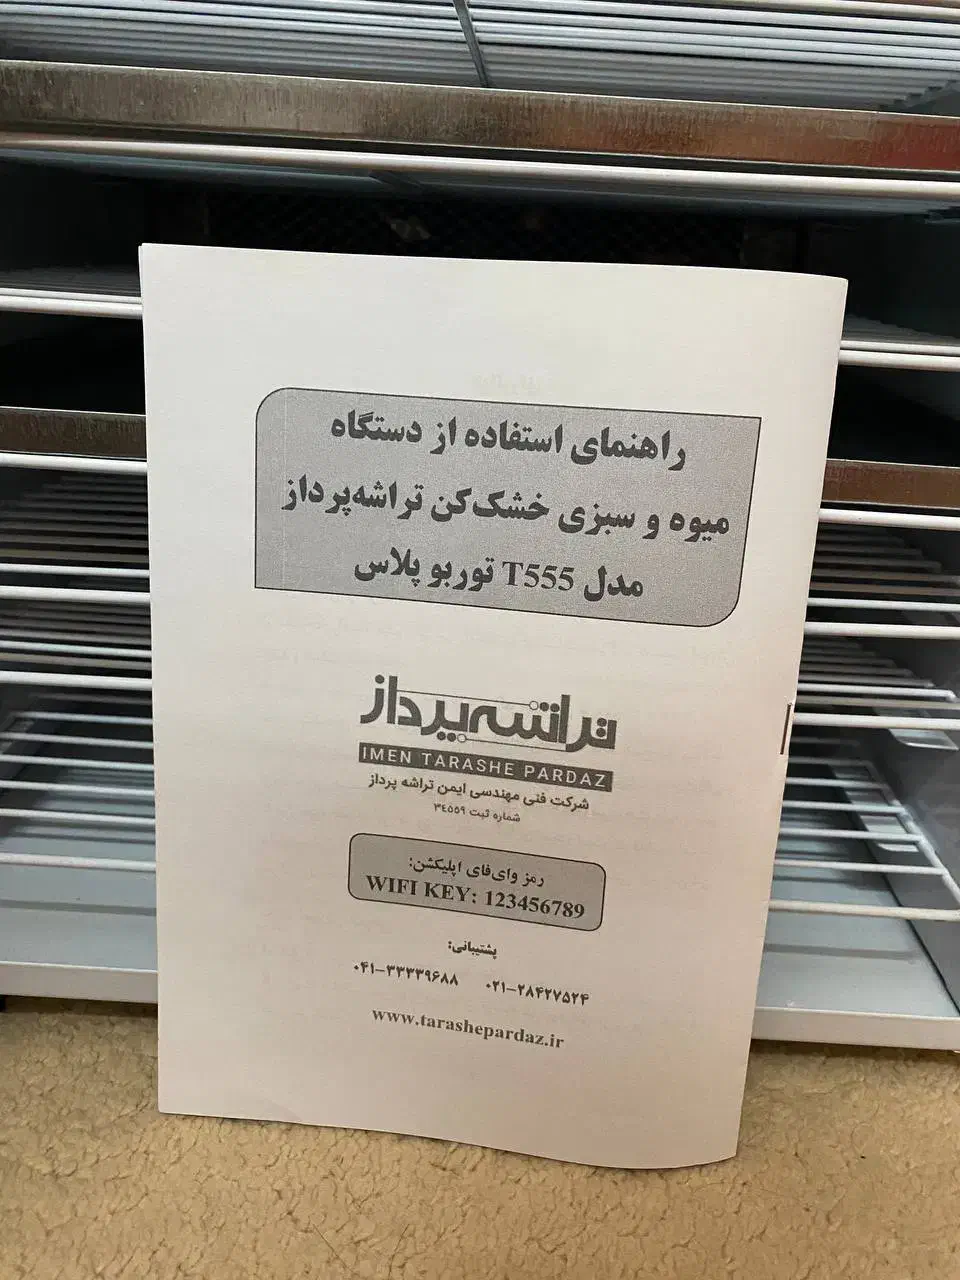 راهنمای استفاده از دستگاه
میوه و سبزی خشک‌کن تراشه‌پرداز
مدل T555 توربو پلاس
تراشه‌پرداز
IMEN TARASHE PARDAZ
شرکت فنی مهندسی ایمن تراشه پرداز
شماره ثبت ۳۴۵۵۹
رمز وای‌فای اپلیکشن:
WIFI KEY: 123456789
پشتیبانی:
۰۲۱-۲۸۴۲۷۵۲۴ ۰۴۱-۳۳۳۳۹۶۸۸
www.tarashepardaz.ir